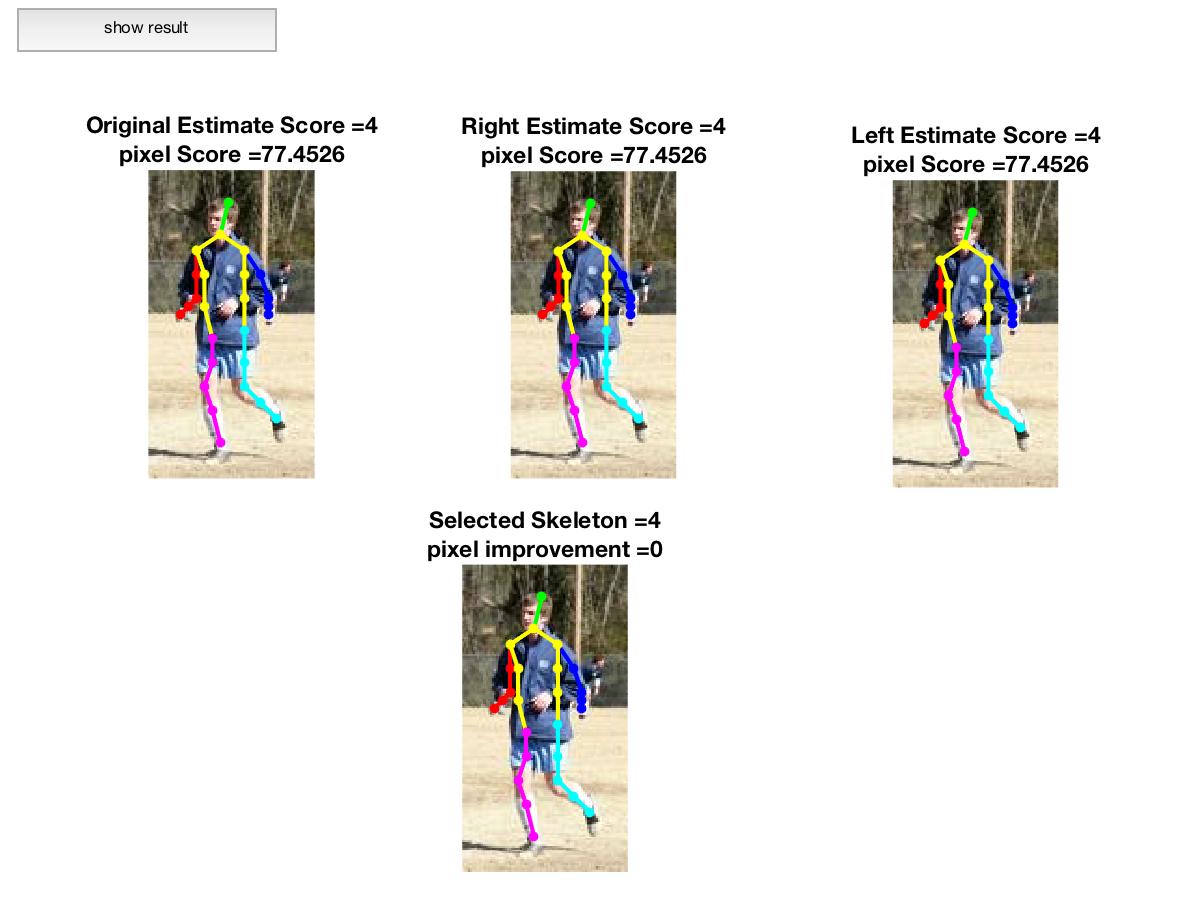 show result
Original Estimate Score =4
pixel Score =77.4526
Right Estimate Score =4
pixel Score =77.4526
Left Estimate Score =4
pixel Score =77.4526
Selected Skeleton =4
pixel improvement =0